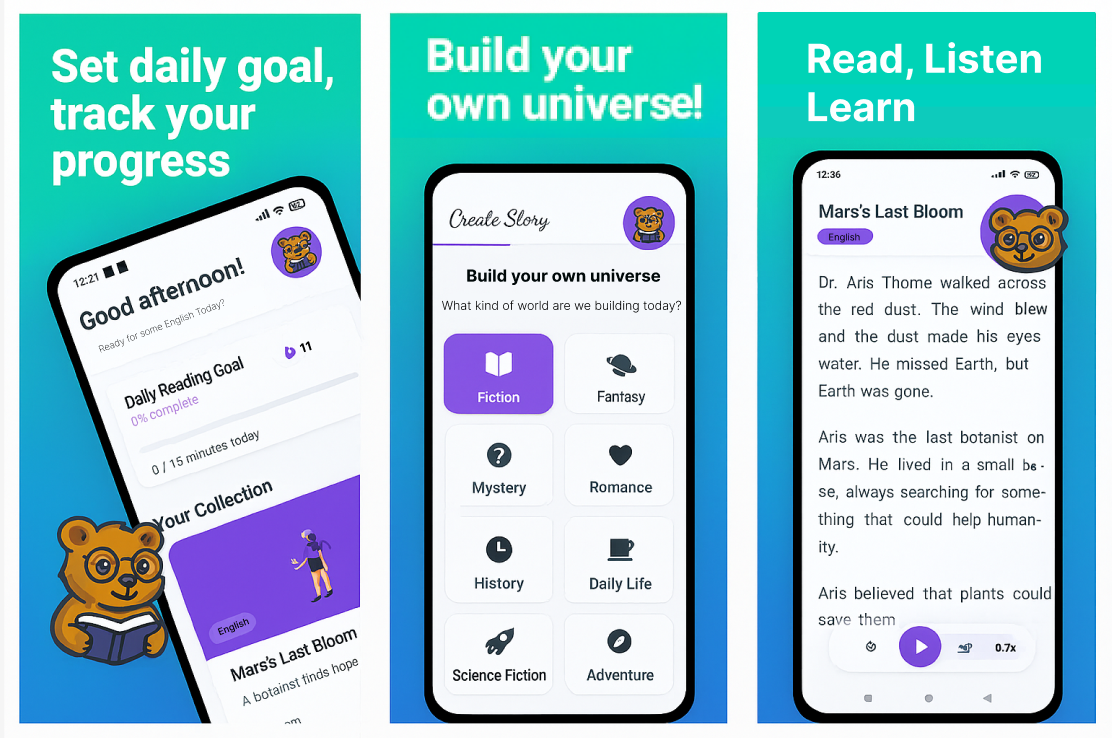 Set daily goal,
track your
progress
12:21
Good afternoon!
Ready for some English Today?
Daily Reading Goal
11
0% complete
0 / 15 minutes today
Your Collection
English
Mars's Last Bloom
A botainst finds hope
Build your
own universe!
Create Slory
Build your own universe
What kind of world are we building today?
Fiction
Fantasy
Mystery
Romance
History
Daily Life
Science Fiction
Adventure
Read, Listen
Learn
12:36
Mars's Last Bloom
English
Dr. Aris Thome walked across
the red dust. The wind blew
and the dust made his eyes
water. He missed Earth, but
Earth was gone.
Aris was the last botanist on
Mars. He lived in a small
se, always searching for some-
thing that could help human-
ity.
Aris believed that plants could
save them
0.7x